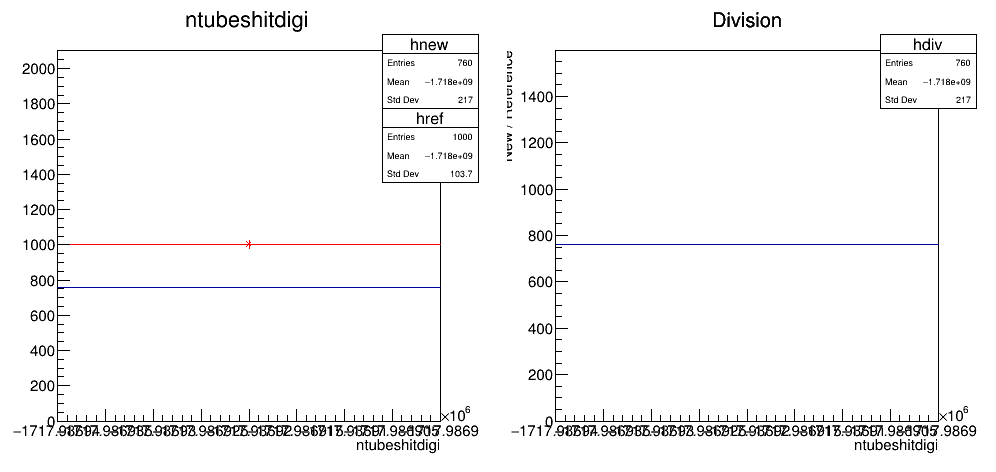 ntubeshitdigi
hnew
Entries 760
Mean −1.718e+09
Std Dev 217
href
Entries 1000
Mean −1.718e+09
Std Dev 103.7
2000
1800
1600
1400
1200
1000
800
600
400
200
0
×10⁶
ntubeshitdigi
Division
hdiv
Entries 760
Mean −1.718e+09
Std Dev 217
New / Reference
1400
1200
1000
800
600
400
200
0
×10⁶
ntubeshitdigi